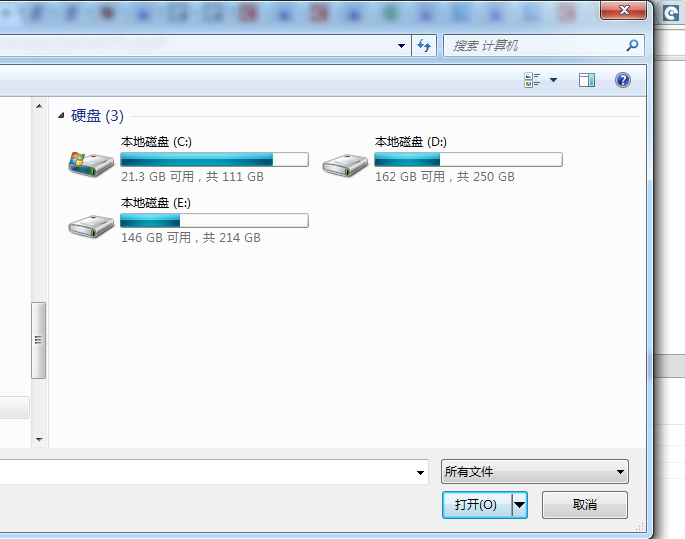 搜索 计算机
硬盘 (3)
本地磁盘 (C:)
21.3 GB 可用，共 111 GB
本地磁盘 (D:)
162 GB 可用，共 250 GB
本地磁盘 (E:)
146 GB 可用，共 214 GB
所有文件
打开(O)
取消